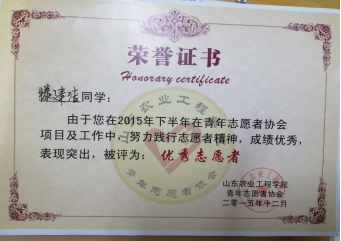 荣誉证书
Honorary certificate
滕建洁同学：
由于您在2015年下半年在青年志愿者协会
项目及工作中，努力践行志愿者精神，成绩优秀，
表现突出，被评为：优秀志愿者
山东农业工程学院
青年志愿者协会
二零一五年十二月